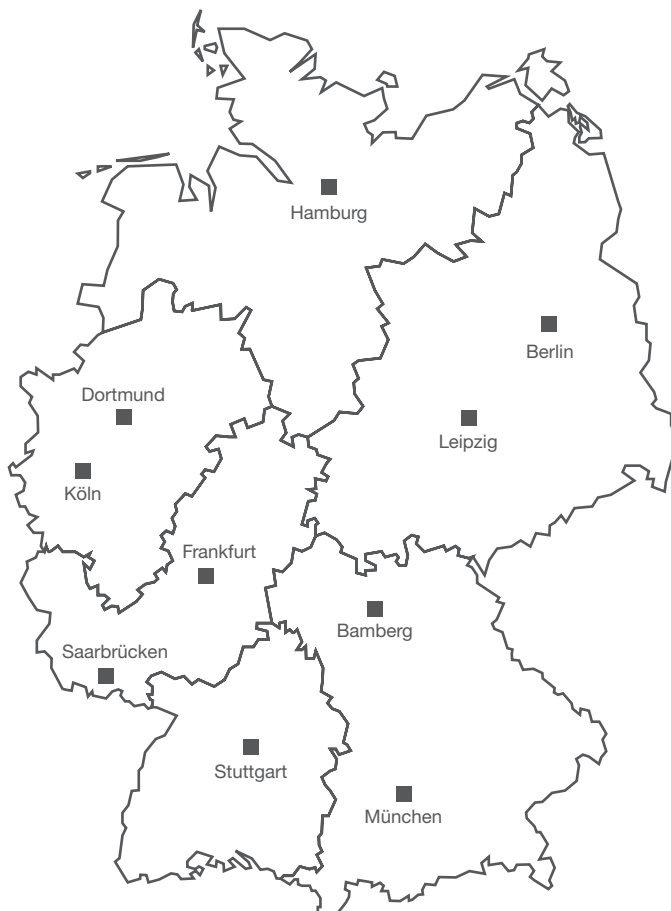 Hamburg
Berlin
Dortmund
Leipzig
Köln
Frankfurt
Bamberg
Saarbrücken
Stuttgart
München